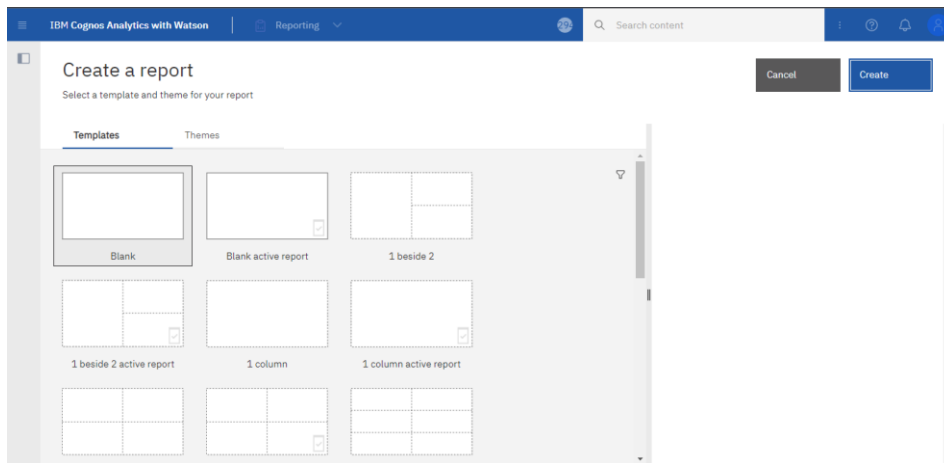 IBM Cognos Analytics with Watson
Reporting
294
Search content
Create a report
Select a template and theme for your report
Cancel
Create
Templates
Themes
Blank
Blank active report
1 beside 2
1 beside 2 active report
1 column
1 column active report